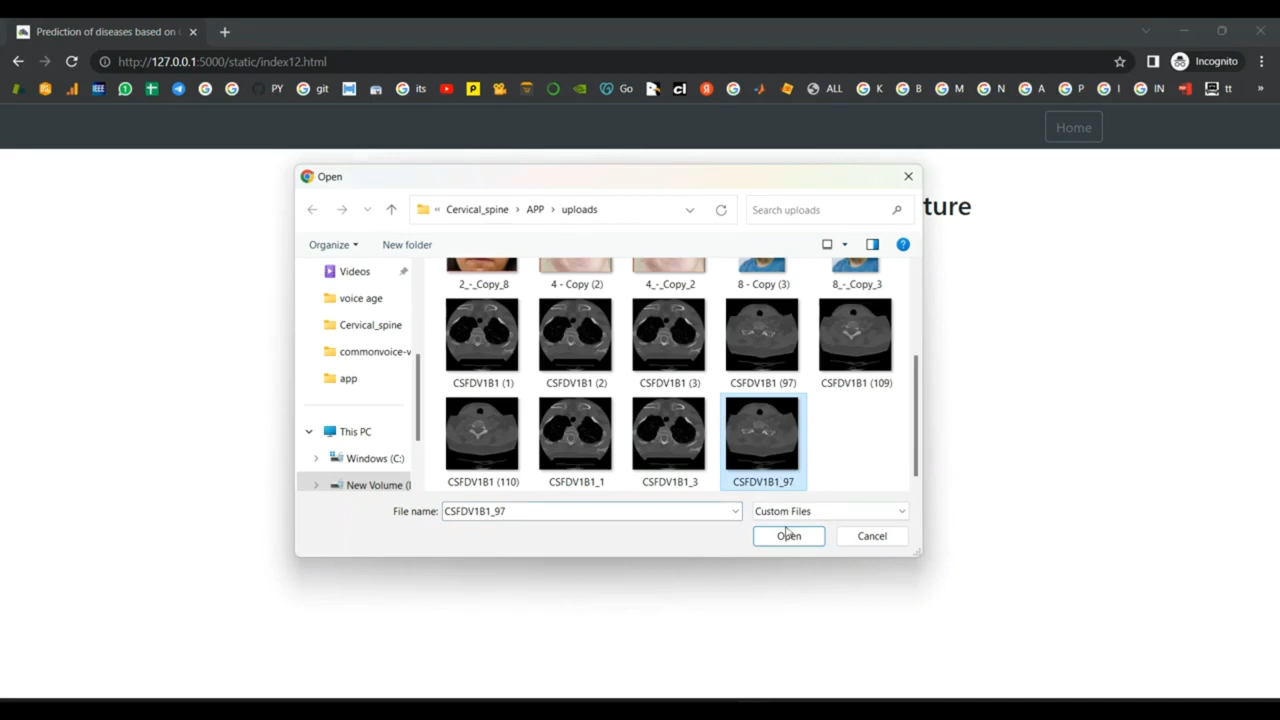 Prediction of diseases based on
http://127.0.0.1:5000/static/index12.html
Incognito
PY
git
its
Go
ALL
K
B
M
N
A
P
I
IN
tt
»
Home
ture
Open
« Cervical_spine › APP › uploads
Search uploads
Organize
New folder
Videos
voice age
Cervical_spine
commonvoice-v
app
This PC
Windows (C:)
New Volume (
2_-_Copy_8
4 - Copy (2)
4_-_Copy_2
8 - Copy (3)
8_-_Copy_3
CSFDV1B1 (1)
CSFDV1B1 (2)
CSFDV1B1 (3)
CSFDV1B1 (97)
CSFDV1B1 (109)
CSFDV1B1 (110)
CSFDV1B1_1
CSFDV1B1_3
CSFDV1B1_97
File name: CSFDV1B1_97
Custom Files
Open
Cancel